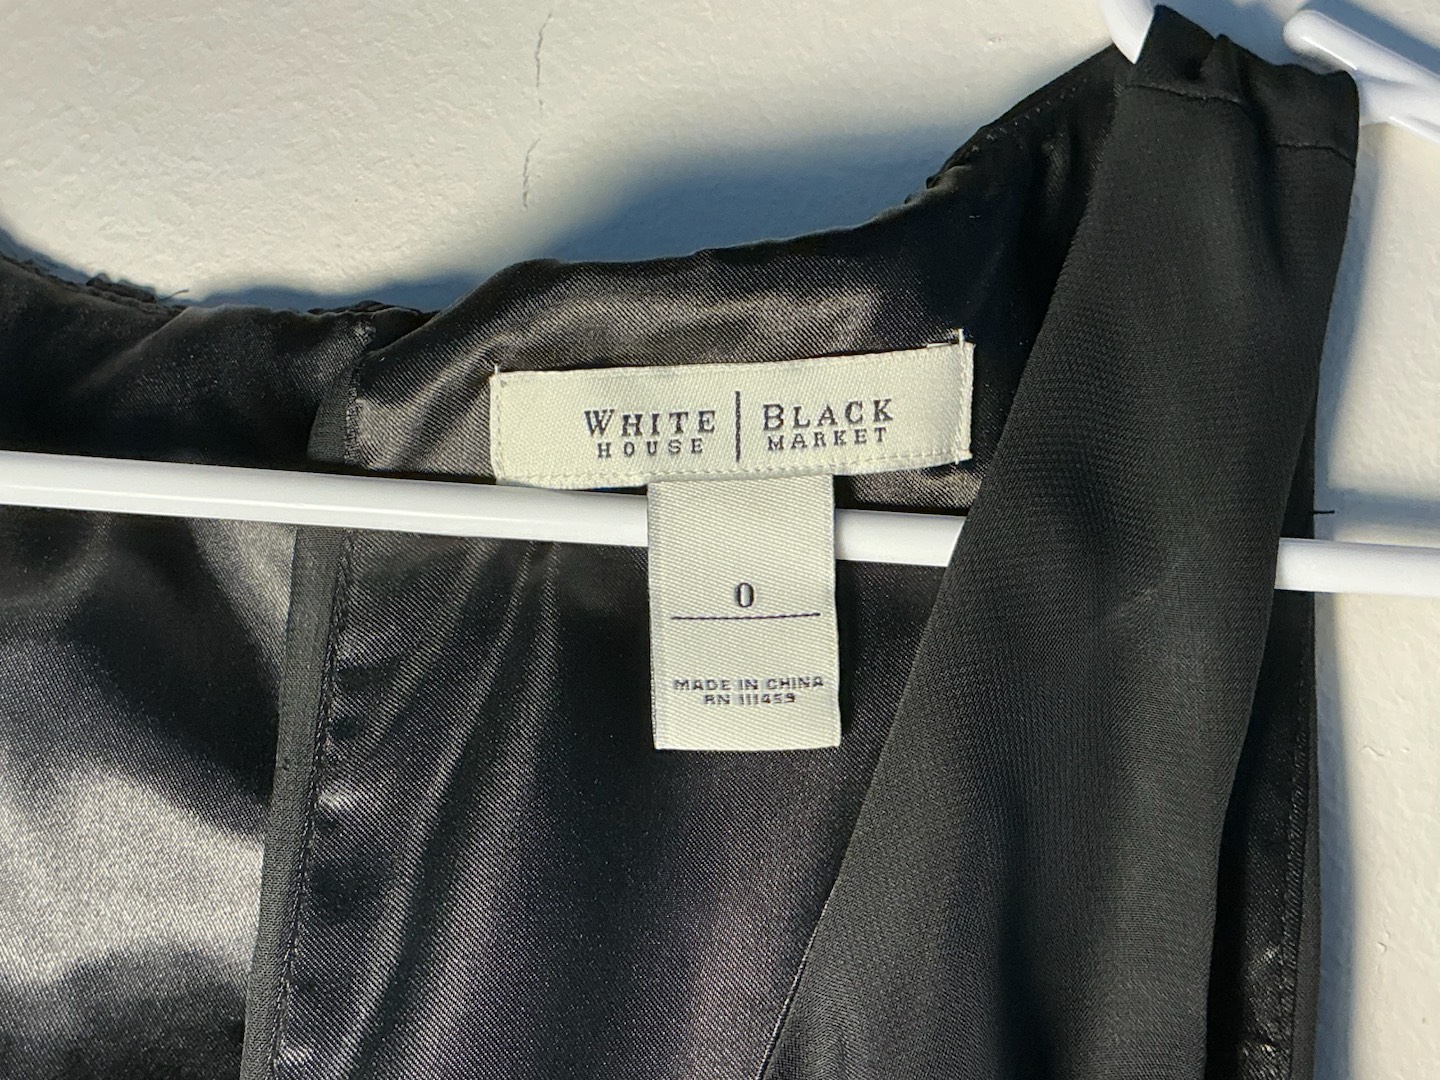 WHITE HOUSE | BLACK MARKET
0
MADE IN CHINA
RN 111459